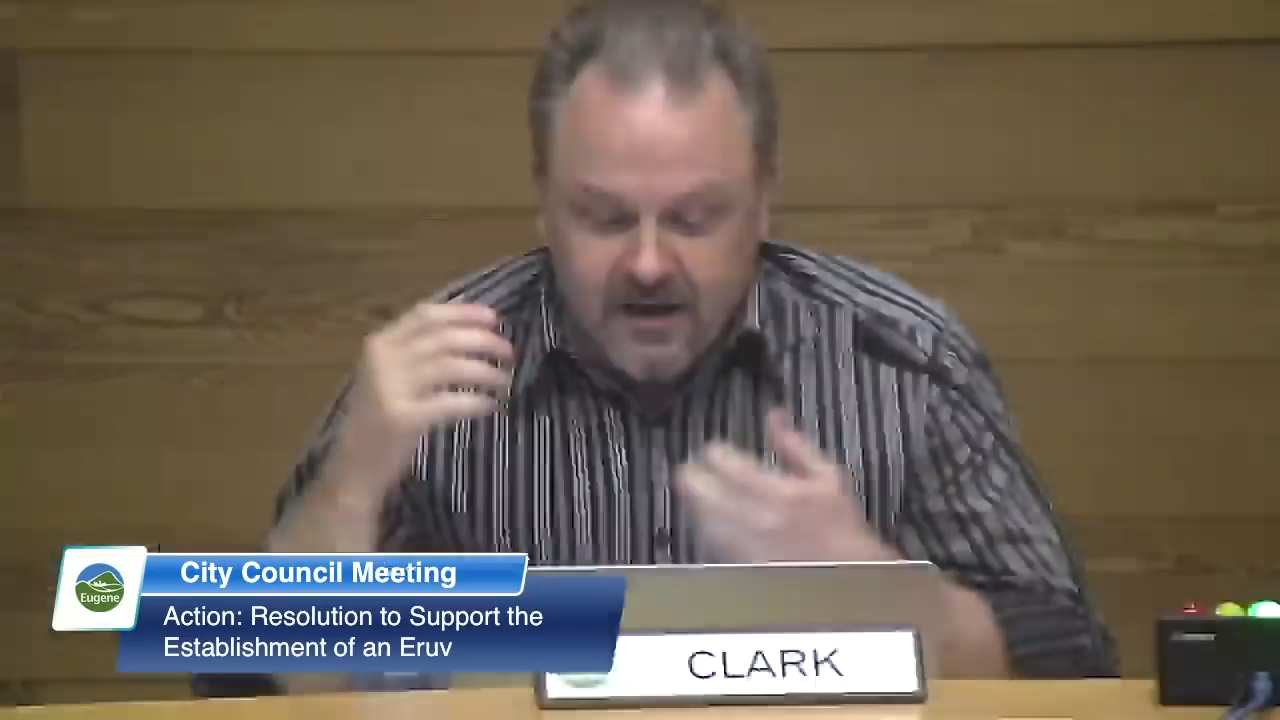 City Council Meeting
Eugene
Action: Resolution to Support the
Establishment of an Eruv
CLARK